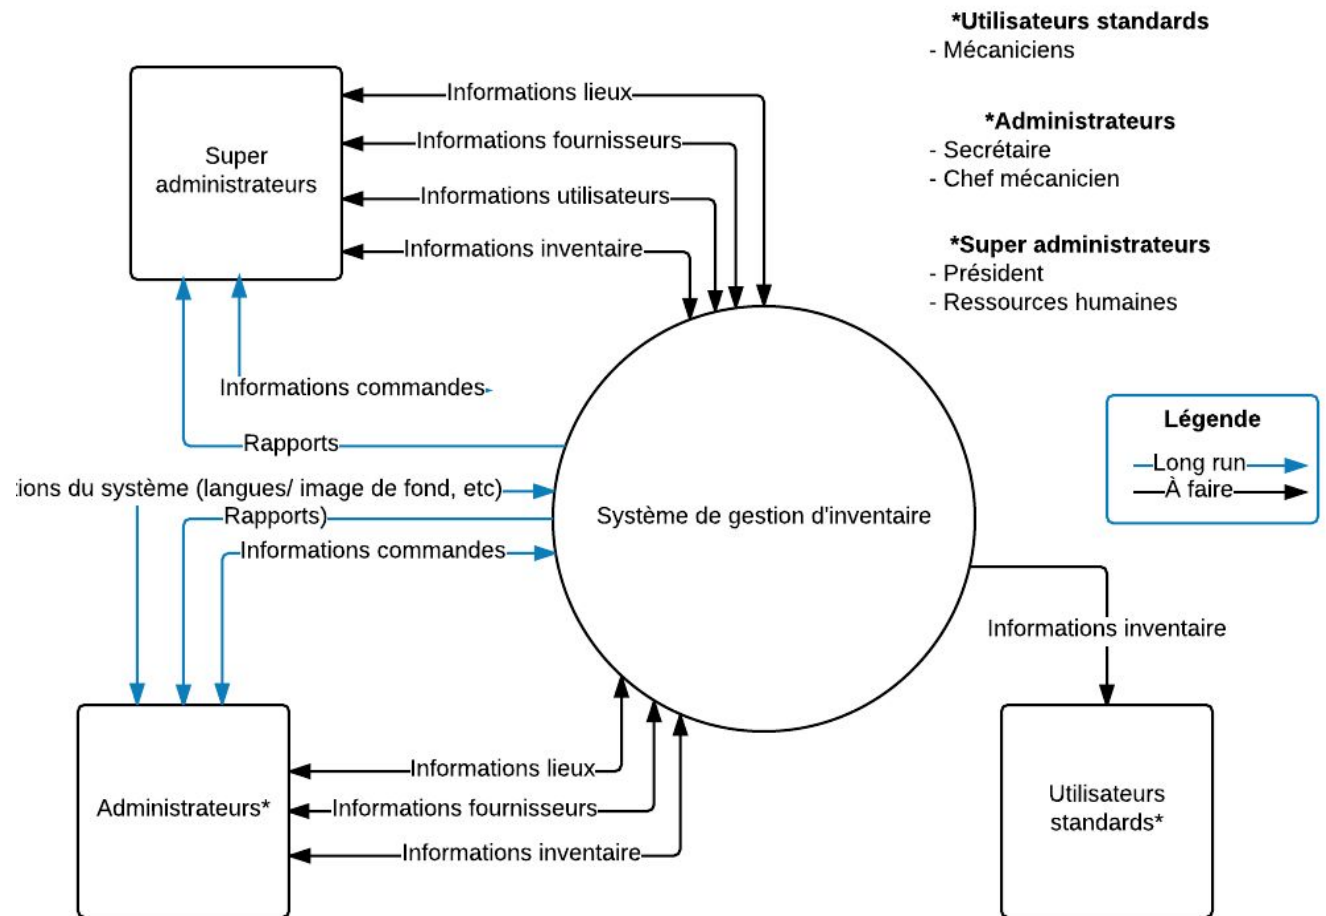 *Utilisateurs standards
- Mécaniciens
*Administrateurs
- Secrétaire
- Chef mécanicien
*Super administrateurs
- Président
- Ressources humaines
Super
administrateurs
Informations lieux
Informations fournisseurs
Informations utilisateurs
Informations inventaire
Informations commandes
Rapports
du système (langues/ image de fond, etc)
Rapports)
Informations commandes
Système de gestion d'inventaire
Légende
Long run
À faire
Informations inventaire
Administrateurs*
Informations lieux
Informations fournisseurs
Informations inventaire
Utilisateurs
standards*